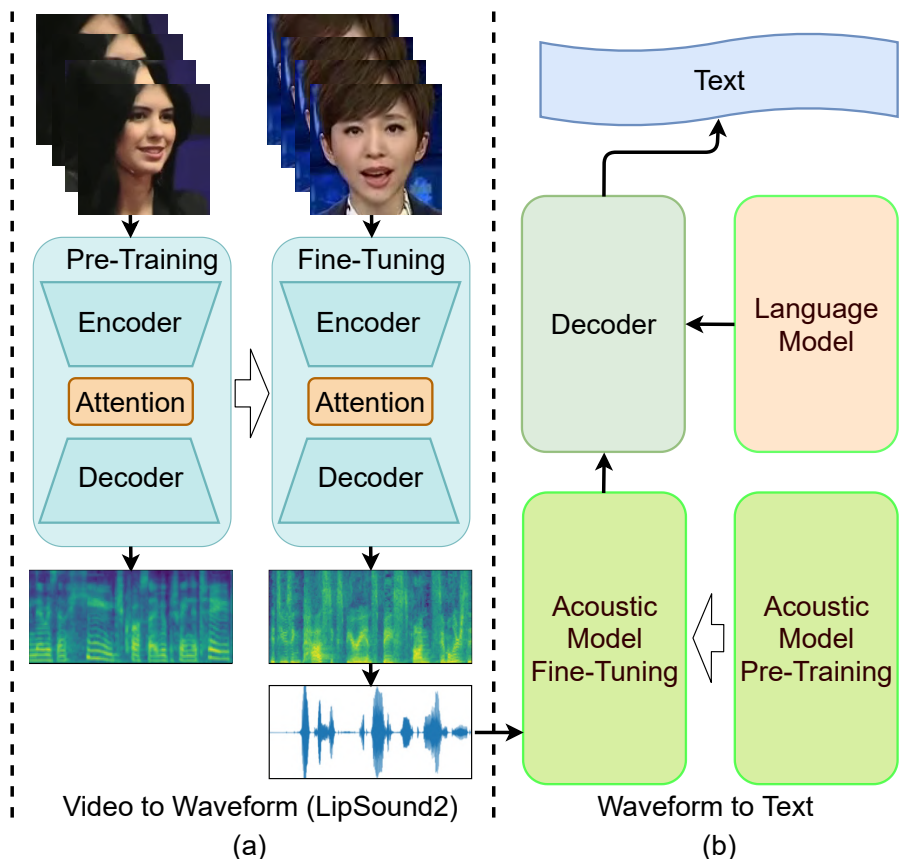 Pre-Training
Encoder
Attention
Decoder
Fine-Tuning
Encoder
Attention
Decoder
Video to Waveform (LipSound2)
(a)
Text
Decoder
Language
Model
Acoustic
Model
Fine-Tuning
Acoustic
Model
Pre-Training
Waveform to Text
(b)